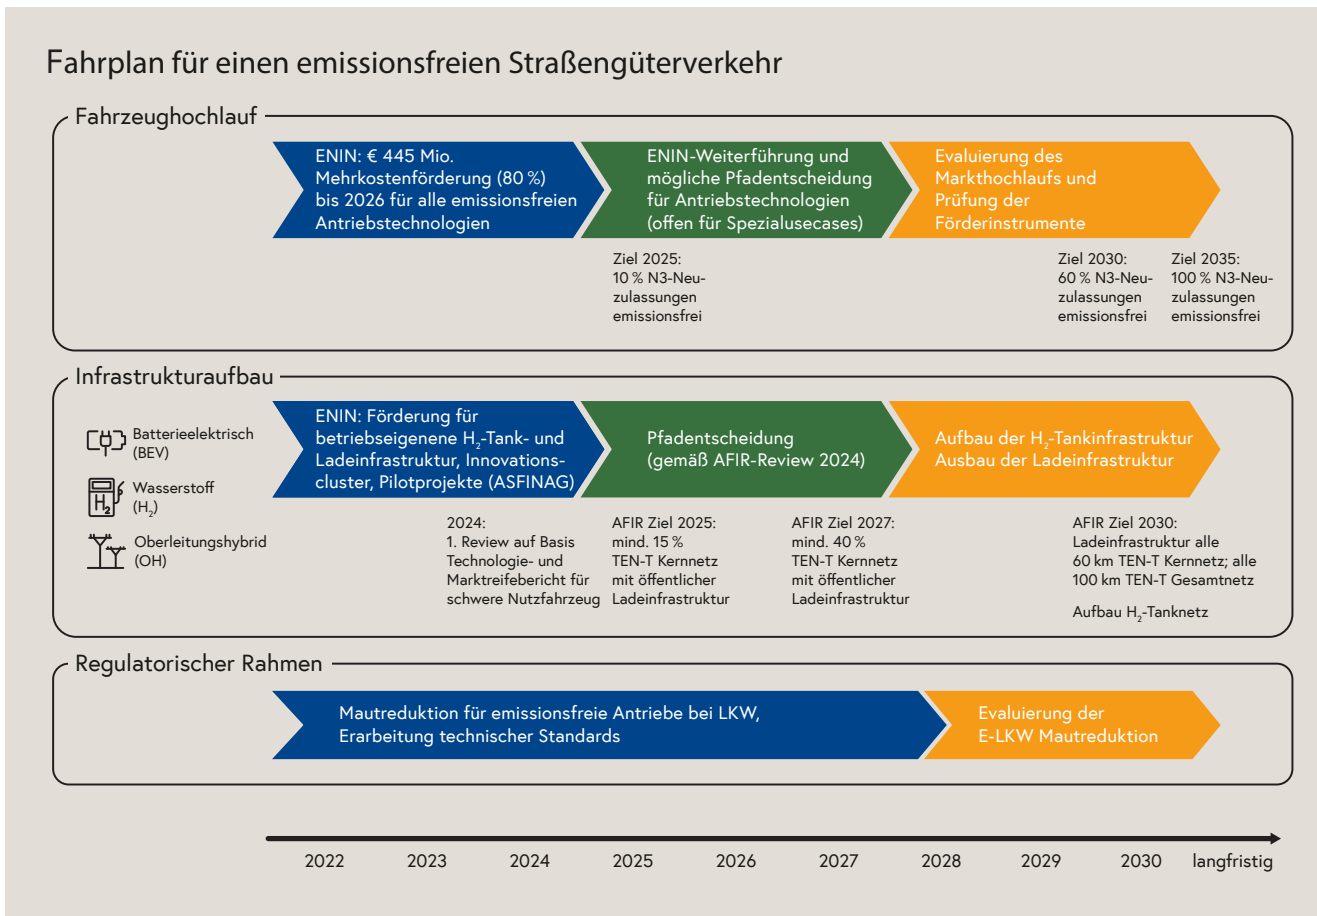 Fahrplan für einen emissionsfreien Straßengüterverkehr
Fahrzeughochlauf
ENIN: € 445 Mio.
Mehrkostenförderung (80 %)
bis 2026 für alle emissionsfreien
Antriebstechnologien
ENIN-Weiterführung und
mögliche Pfadentscheidung
für Antriebstechnologien
(offen für Spezialusecases)
Evaluierung des
Markthochlaufs und
Prüfung der
Förderinstrumente
Ziel 2025:
10 % N3-Neu-
zulassungen
emissionsfrei
Ziel 2030:
60 % N3-Neu-
zulassungen
emissionsfrei
Ziel 2035:
100 % N3-Neu-
zulassungen
emissionsfrei
Infrastrukturaufbau
Batterieelektrisch
(BEV)
H₂
Wasserstoff
(H₂)
Oberleitungshybrid
(OH)
ENIN: Förderung für
betriebseigenene H₂-Tank- und
Ladeinfrastruktur, Innovations-
cluster, Pilotprojekte (ASFINAG)
Pfadentscheidung
(gemäß AFIR-Review 2024)
Aufbau der H₂-Tankinfrastruktur
Ausbau der Ladeinfrastruktur
2024:
1. Review auf Basis
Technologie- und
Marktreifebericht für
schwere Nutzfahrzeug
AFIR Ziel 2025:
mind. 15 %
TEN-T Kernnetz
mit öffentlicher
Ladeinfrastruktur
AFIR Ziel 2027:
mind. 40 %
TEN-T Kernnetz
mit öffentlicher
Ladeinfrastruktur
AFIR Ziel 2030:
Ladeinfrastruktur alle
60 km TEN-T Kernnetz; alle
100 km TEN-T Gesamtnetz
Aufbau H₂-Tanknetz
Regulatorischer Rahmen
Mautreduktion für emissionsfreie Antriebe bei LKW,
Erarbeitung technischer Standards
Evaluierung der
E-LKW Mautreduktion
2022 2023 2024 2025 2026 2027 2028 2029 2030 langfristig